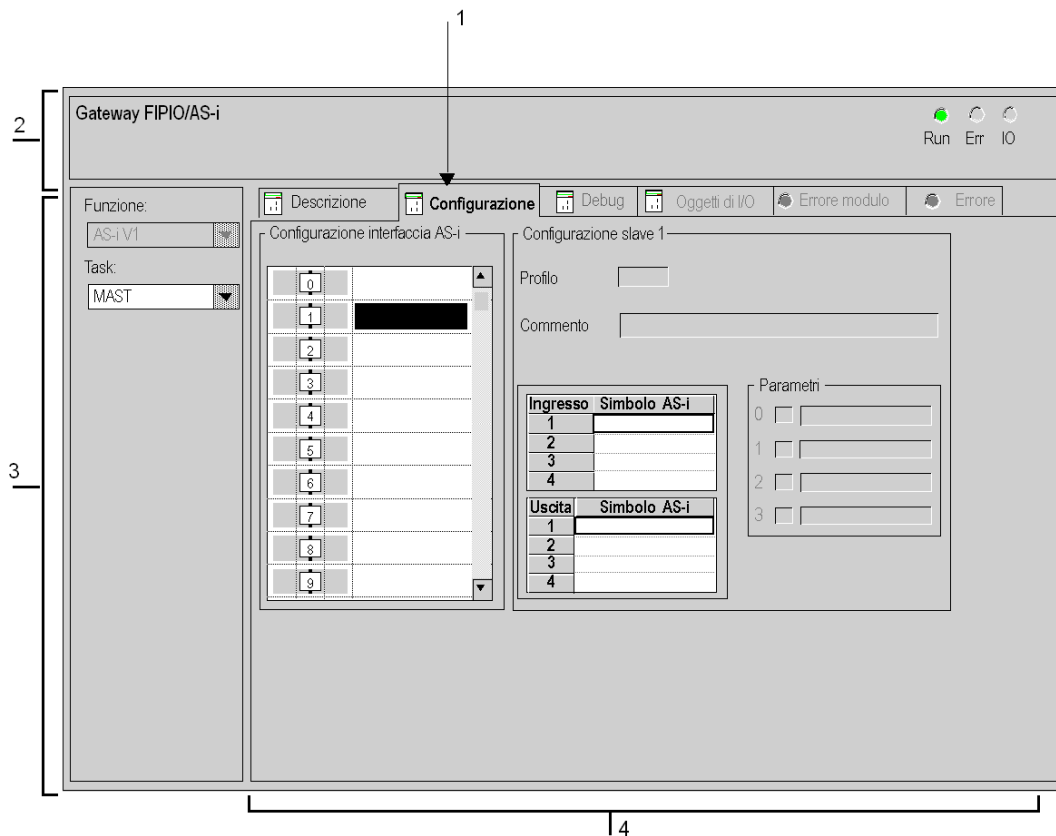 1
2
Gateway FIPIO/AS-i
Run Err IO
3
Funzione:
AS-i V1
Task:
MAST
Descrizione
Configurazione
Debug
Oggetti di I/O
Errore modulo
Errore
Configurazione interfaccia AS-i
0
1
2
3
4
5
6
7
8
9
Configurazione slave 1
Profilo
Commento
Ingresso Simbolo AS-i
1
2
3
4
Uscita Simbolo AS-i
1
2
3
4
Parametri
0
1
2
3
4